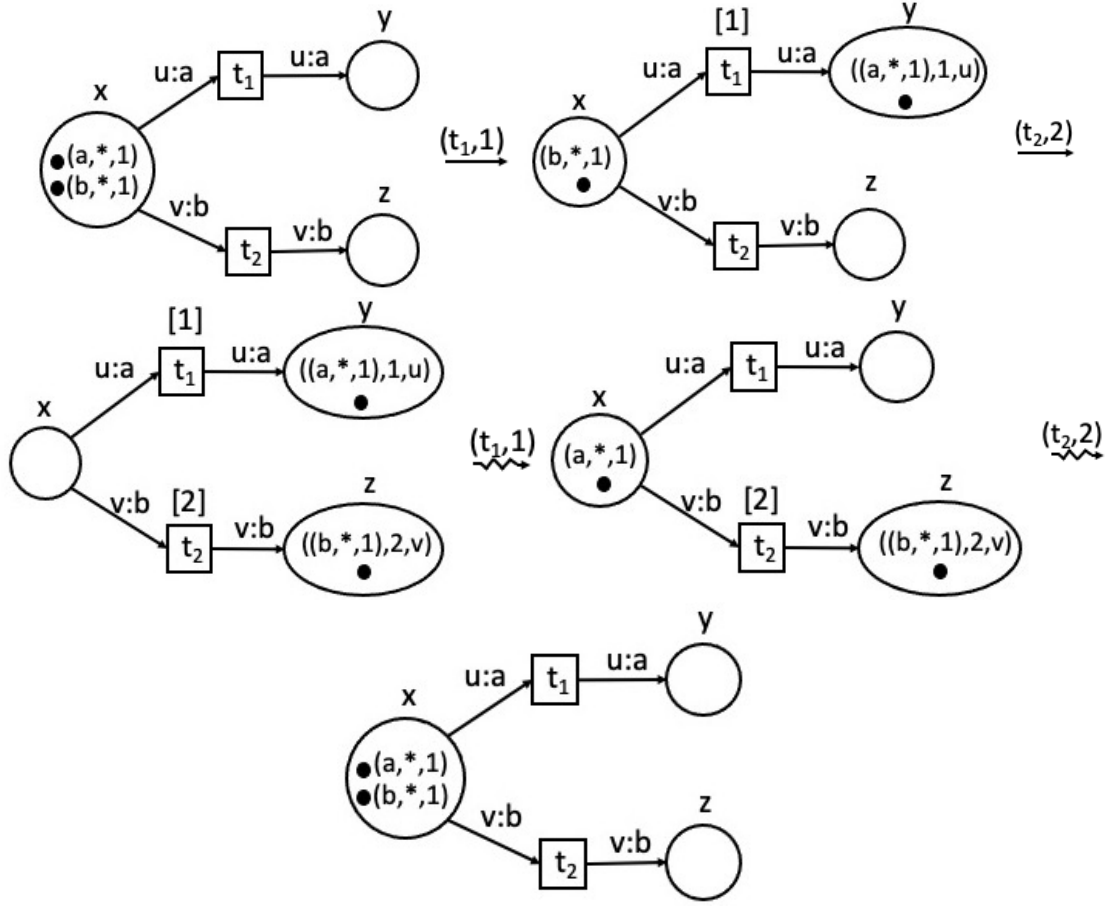 y
u:a t₁ u:a
x
(a,*,1)
(b,*,1)
v:b t₂ v:b
z
(t₁,1)
[1] y
u:a t₁ u:a ((a,*,1),1,u)
x
(b,*,1)
v:b t₂ v:b
z
(t₂,2)
[1] y
u:a t₁ u:a ((a,*,1),1,u)
x
v:b [2] z
t₂ v:b ((b,*,1),2,v)
(t₁,1)
y
u:a t₁ u:a
x
(a,*,1)
v:b [2] z
t₂ v:b ((b,*,1),2,v)
(t₂,2)
y
u:a t₁ u:a
x
(a,*,1)
(b,*,1)
v:b t₂ v:b
z